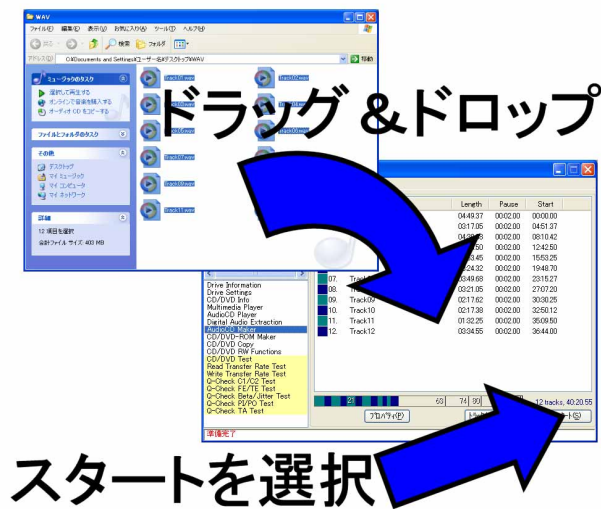 WAV
ファイル(F) 編集(E) 表示(V) お気に入り(A) ツール(T) ヘルプ(H)
検索 フォルダ
アドレス(D) C:¥Documents and Settings¥ユーザー名¥デスクトップ¥WAV 移動
ミュージックのタスク
選択して再生する
オンラインで音楽を購入する
オーディオ CD をコピーする
ファイルとフォルダのタスク
その他
デスクトップ
マイ ミュージック
マイ コンピュータ
マイ ネットワーク
詳細
12 項目を選択
合計ファイル サイズ: 403 MB
Track01.wav Track02.wav
Track05.wav Track06.wav
Track07.wav
Track09.wav
Track11.wav
ドラッグ &ドロップ
Length Pause Start
04:49.37 00:02.00 00:00.00
03:17.05 00:02.00 04:51.37
00:02.00 08:10.42
00:02.00 12:42.50
00:02.00 15:53.25
00:02.00 19:48.70
07. 03:49.68 00:02.00 23:15.27
08. 03:21.05 00:02.00 27:07.20
09. Track09 02:17.62 00:02.00 30:30.25
10. Track10 02:17.38 00:02.00 32:50.12
11. Track11 01:32.25 00:02.00 35:09.50
12. Track12 03:34.55 00:02.00 36:44.00
Drive Information
Drive Settings
CD/DVD Info
Multimedia Player
AudioCD Player
Digital Audio Extraction
AudioCD Maker
CD/DVD-ROM Maker
CD/DVD Copy
CD/DVD RW Functions
CD/DVD Test
Read Transfer Rate Test
Write Transfer Rate Test
Q-Check C1/C2 Test
Q-Check FE/TE Test
Q-Check Beta/Jitter Test
Q-Check PI/PO Test
Q-Check TA Test
21 63 74 80 12 tracks, 40:20.55
プロパティ(P)
準備完了
スタートを選択